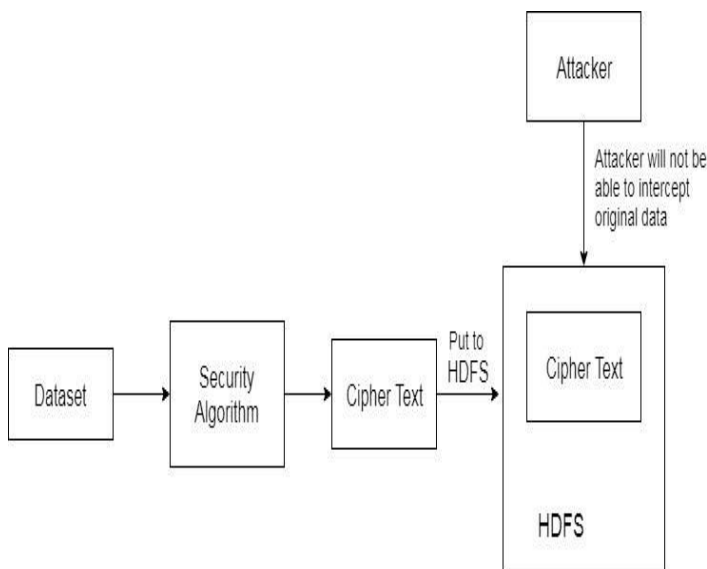 Attacker
Attacker will not be
able to intercept
original data
Dataset
Security
Algorithm
Cipher Text
Put to
HDFS
Cipher Text
HDFS